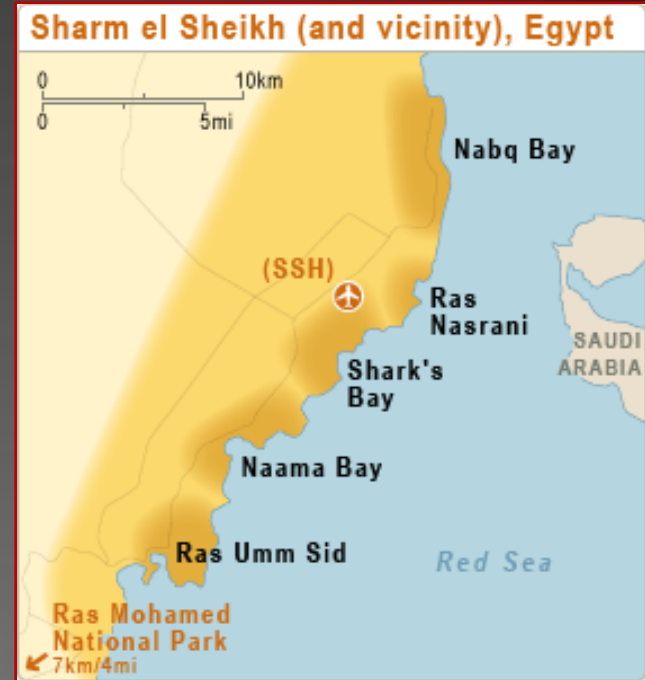 Sharm el Sheikh (and vicinity), Egypt
0 10km
0 5mi
Nabq Bay
(SSH)
Ras
Nasrani
SAUDI
ARABIA
Shark's
Bay
Naama Bay
Ras Umm Sid
Red Sea
Ras Mohamed
National Park
7km/4mi